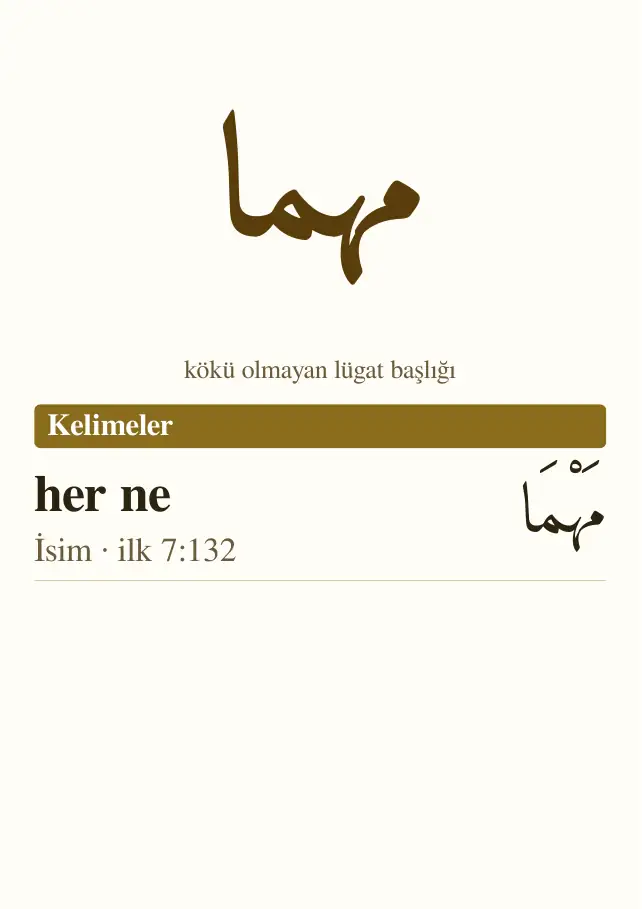 مهما
kökü olmayan lügat başlığı
Kelimeler
her ne
مَهْمَا
İsim · ilk 7:132